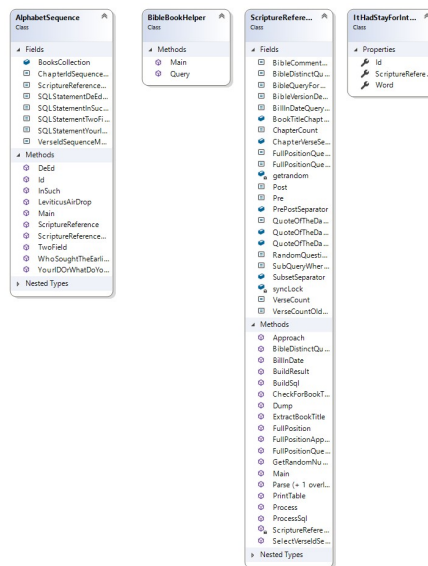 AlphabetSequence
Class
Fields
BooksCollection
ChapterIdSequence...
ScriptureReference...
SQLStatementDeEd...
SQLStatementInSuc...
SQLStatementTwoFi...
SQLStatementYourI...
VerseIdSequenceM...
Methods
DeEd
Id
InSuch
LeviticusAirDrop
Main
ScriptureReference
ScriptureReference...
TwoField
WhoSoughtTheEarli...
YourIDOrWhatDoYo...
Nested Types
BibleBookHelper
Class
Methods
Main
Query
ScriptureRefere...
Class
Fields
BibleComment...
BibleDistinctQu...
BibleQueryFor...
BibleVersionDe...
BillInDateQuery...
BookTitleChapt...
ChapterCount
ChapterVerseSe...
FullPositionQue...
FullPositionQue...
getrandom
Post
Pre
PrePostSeparator
QuoteOfTheDa...
QuoteOfTheDa...
QuoteOfTheDa...
RandomQuesti...
SubQueryWher...
SubsetSeparator
syncLock
VerseCount
VerseCountOld...
Methods
Approach
BibleDistinctQu...
BillInDate
BuildResult
BuildSql
CheckForBookT...
Dump
ExtractBookTitle
FullPosition
FullPositionApp...
FullPositionQue...
GetRandomNu...
Main
Parse (+ 1 overl...
PrintTable
Process
ProcessSql
ScriptureRefere...
SelectVerseIdSe...
Nested Types
ItHadStayForInt...
Class
Properties
Id
ScriptureRefere...
Word